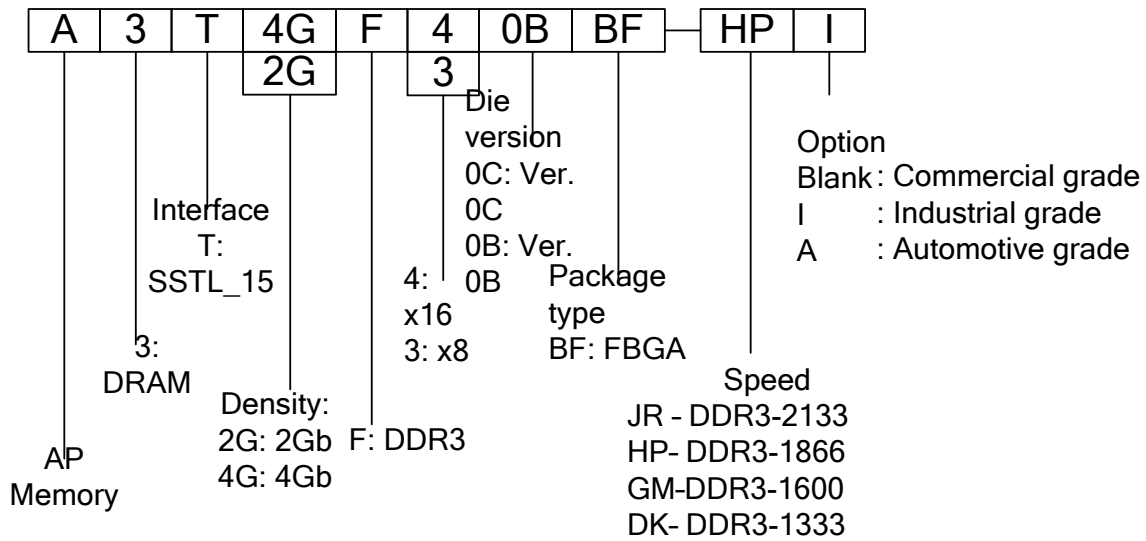 A 3 T 4G F 4 0B BF HP I
2G 3
Die
version
0C: Ver.
0C
0B: Ver.
0B
Option
Blank : Commercial grade
I : Industrial grade
A : Automotive grade
Interface
T:
SSTL_15
4:
x16
3: x8
Package
type
BF: FBGA
3:
DRAM
Density:
2G: 2Gb
4G: 4Gb
F: DDR3
Speed
JR – DDR3-2133
HP– DDR3-1866
GM–DDR3-1600
DK– DDR3-1333
AP
Memory